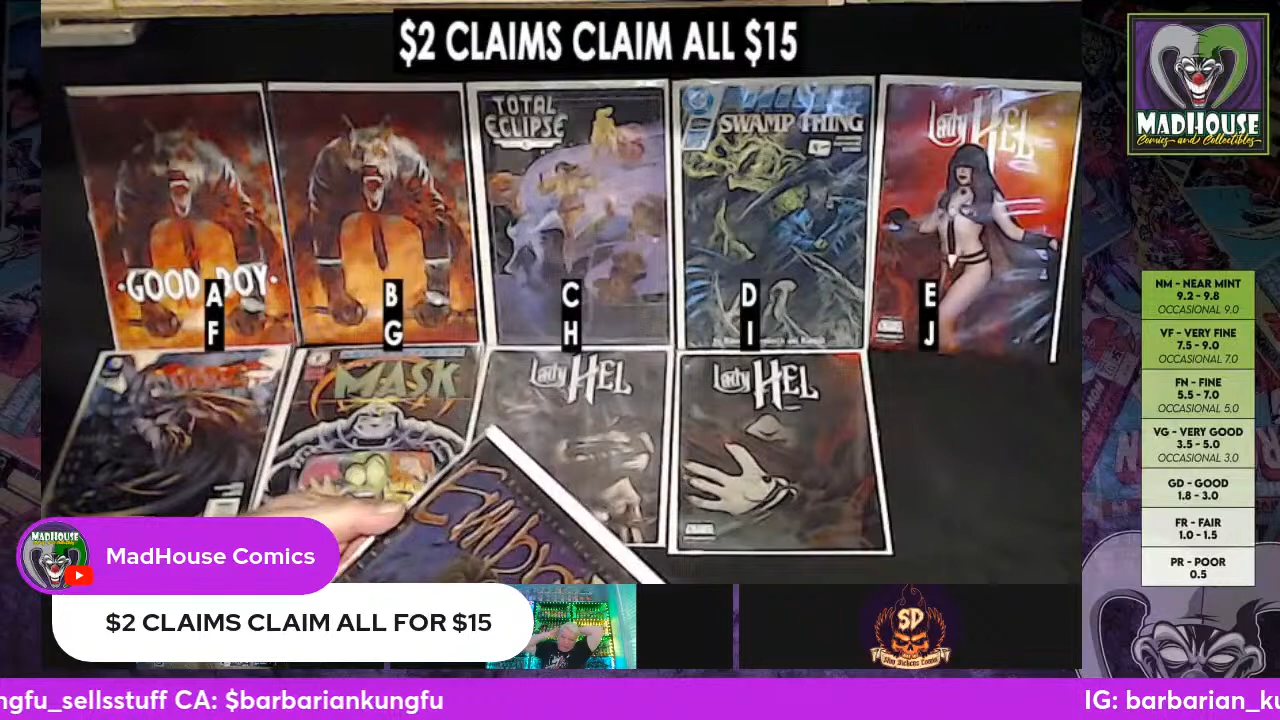 $2 CLAIMS CLAIM ALL $15
TOTAL
ECLIPSE
SWAMP THING
Lady HEL
GOOD BOY
A
F
B
G
C
H
D
I
E
J
MASK
Lady HEL
Lady HEL
MadHouse Comics
$2 CLAIMS CLAIM ALL FOR $15
SD
MADHOUSE
Comics and Collectibles
NM - NEAR MINT
9.2 - 9.8
OCCASIONAL 9.0
VF - VERY FINE
7.5 - 9.0
OCCASIONAL 7.0
FN - FINE
5.5 - 7.0
OCCASIONAL 5.0
VG - VERY GOOD
3.5 - 5.0
OCCASIONAL 3.0
GD - GOOD
1.8 - 3.0
FR - FAIR
1.0 - 1.5
PR - POOR
0.5
ngfu_sellsstuff CA: $barbariankungfu
IG: barbarian_ku